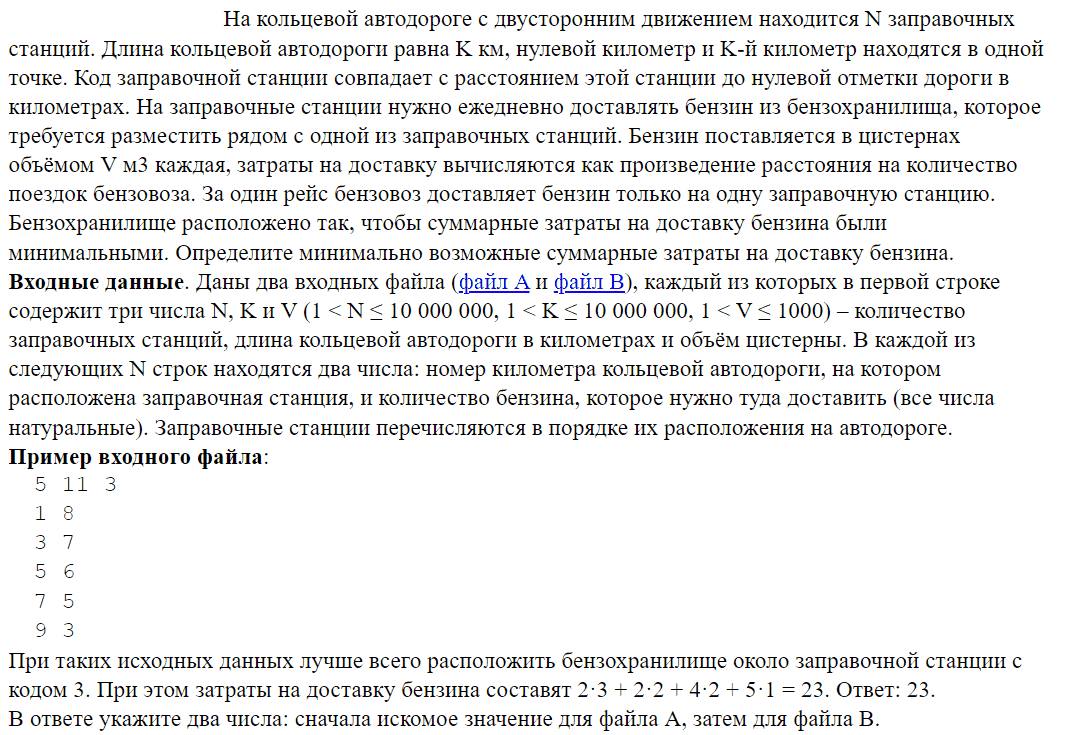 На кольцевой автодороге с двусторонним движением находится N заправочных
станций. Длина кольцевой автодороги равна K км, нулевой километр и K-й километр находятся в одной
точке. Код заправочной станции совпадает с расстоянием этой станции до нулевой отметки дороги в
километрах. На заправочные станции нужно ежедневно доставлять бензин из бензохранилища, которое
требуется разместить рядом с одной из заправочных станций. Бензин поставляется в цистернах
объёмом V м3 каждая, затраты на доставку вычисляются как произведение расстояния на количество
поездок бензовоза. За один рейс бензовоз доставляет бензин только на одну заправочную станцию.
Бензохранилище расположено так, чтобы суммарные затраты на доставку бензина были
минимальными. Определите минимально возможные суммарные затраты на доставку бензина.
Входные данные. Даны два входных файла (файл A и файл B), каждый из которых в первой строке
содержит три числа N, K и V (1 < N ≤ 10 000 000, 1 < K ≤ 10 000 000, 1 < V ≤ 1000) – количество
заправочных станций, длина кольцевой автодороги в километрах и объём цистерны. В каждой из
следующих N строк находятся два числа: номер километра кольцевой автодороги, на котором
расположена заправочная станция, и количество бензина, которое нужно туда доставить (все числа
натуральные). Заправочные станции перечисляются в порядке их расположения на автодороге.
Пример входного файла:
5 11 3
1 8
3 7
5 6
7 5
9 3
При таких исходных данных лучше всего расположить бензохранилище около заправочной станции с
кодом 3. При этом затраты на доставку бензина составят 2·3 + 2·2 + 4·2 + 5·1 = 23. Ответ: 23.
В ответе укажите два числа: сначала искомое значение для файла А, затем для файла B.